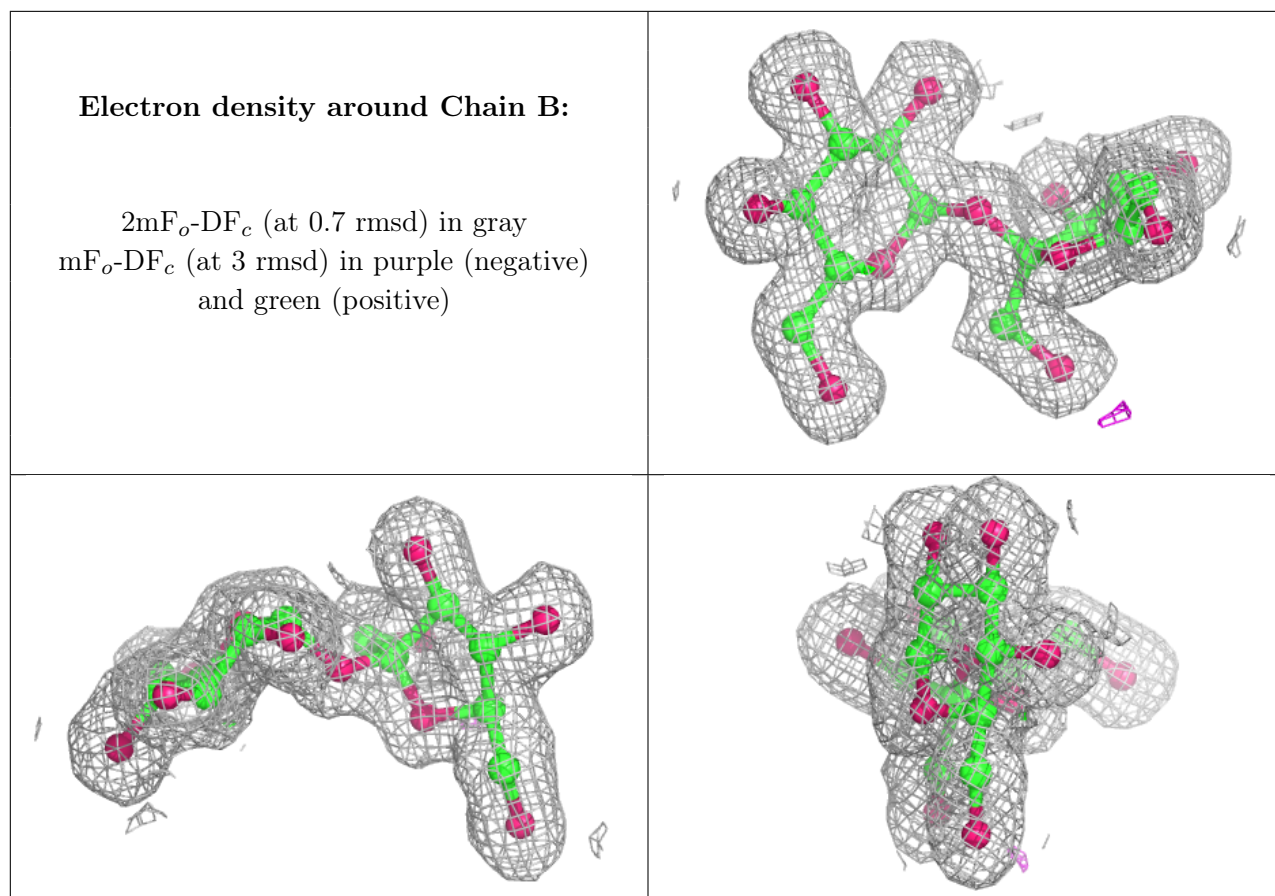 Electron density around Chain B:
2mFo-DFc (at 0.7 rmsd) in gray
mFo-DFc (at 3 rmsd) in purple (negative)
and green (positive)